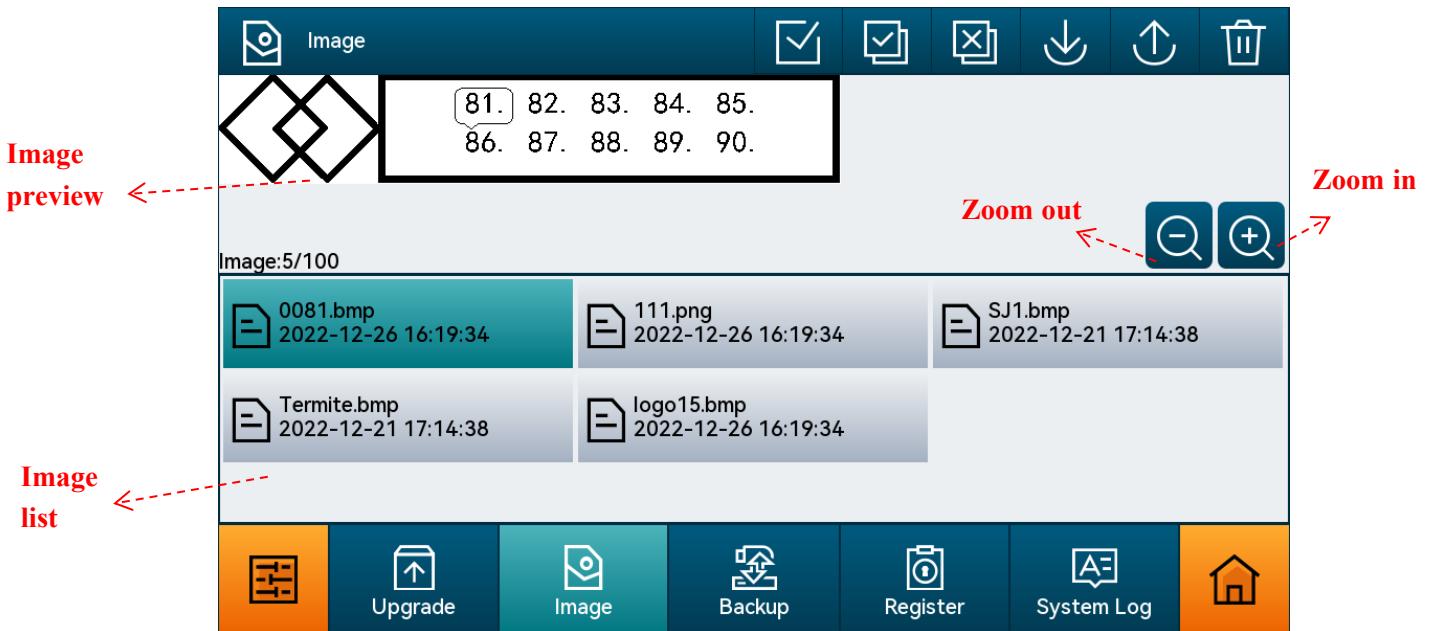 Image
81. 82. 83. 84. 85.
86. 87. 88. 89. 90.
Image
preview
Zoom in
Zoom out
Image:5/100
0081.bmp
2022-12-26 16:19:34
111.png
2022-12-26 16:19:34
SJ1.bmp
2022-12-21 17:14:38
Termite.bmp
2022-12-21 17:14:38
logo15.bmp
2022-12-26 16:19:34
Image
list
Upgrade
Image
Backup
Register
System Log